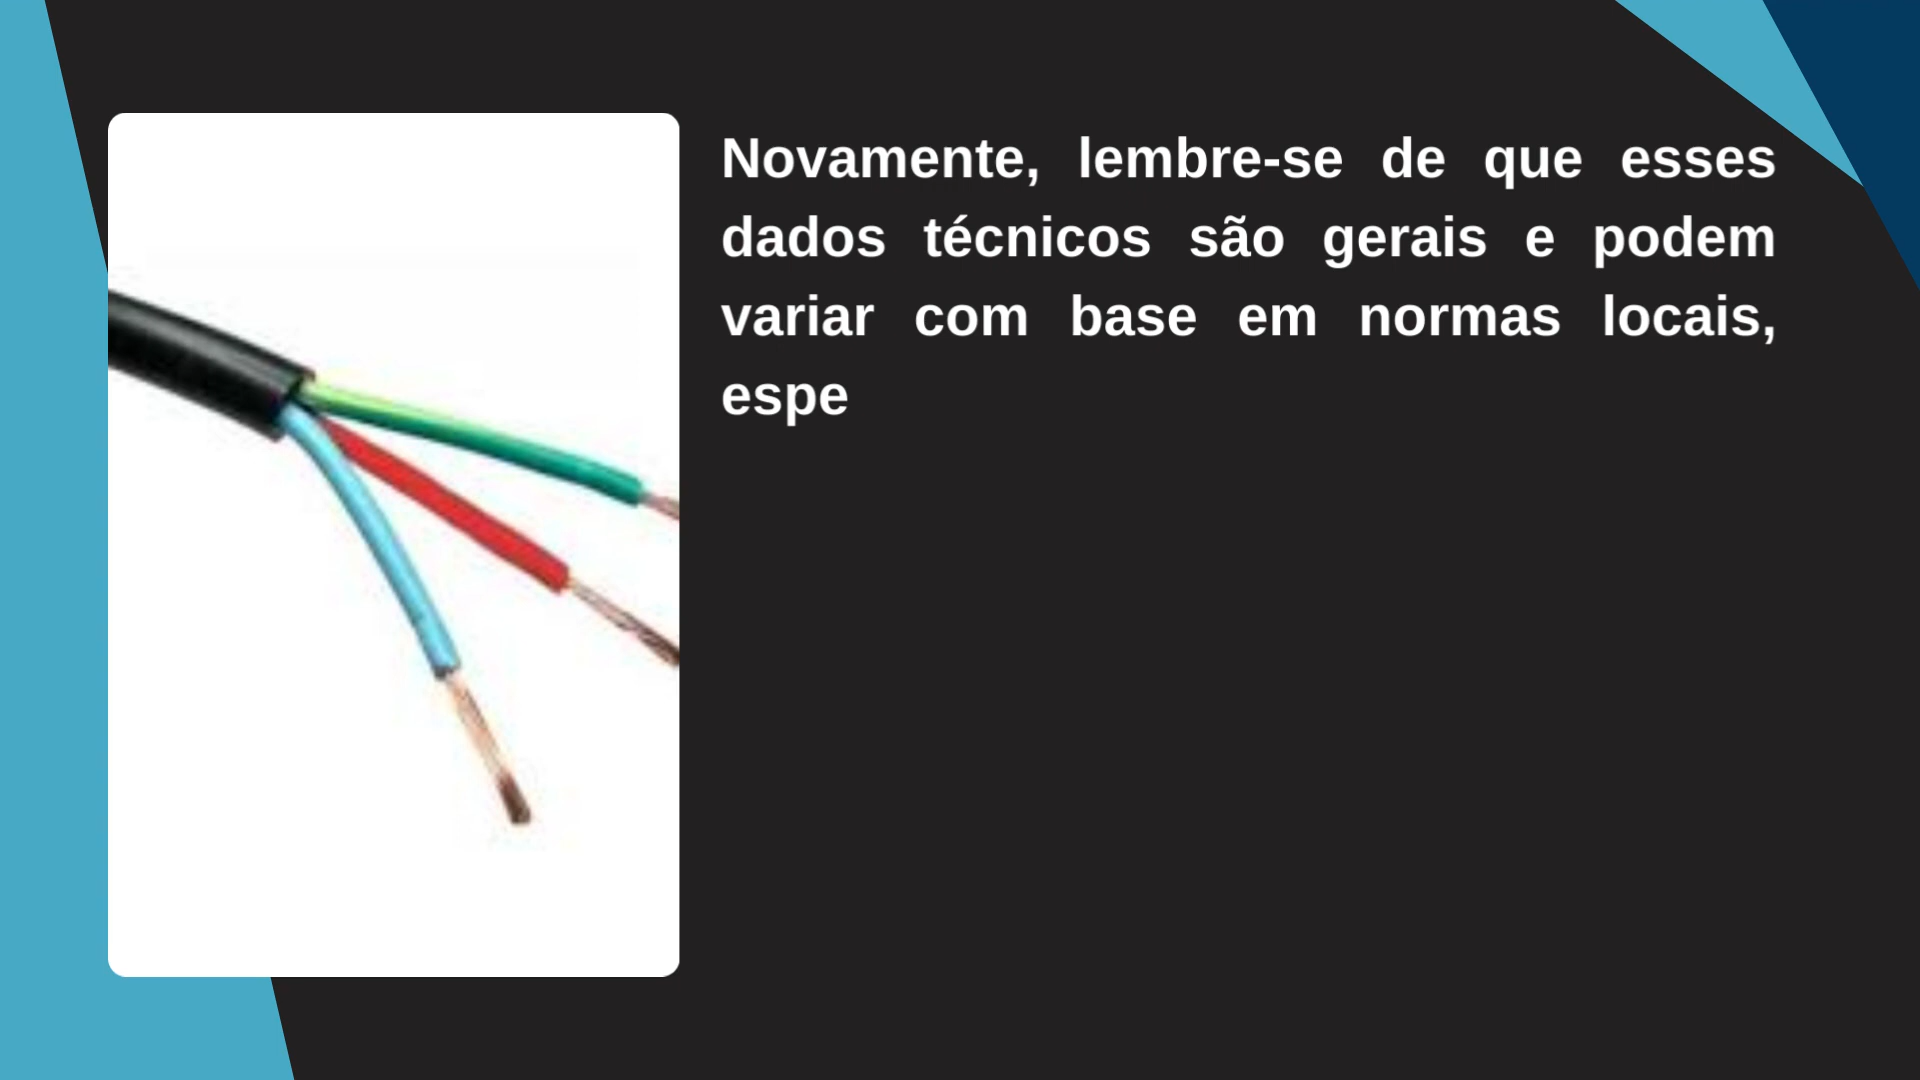 Novamente, lembre-se de que esses
dados técnicos são gerais e podem
variar com base em normas locais,
espe